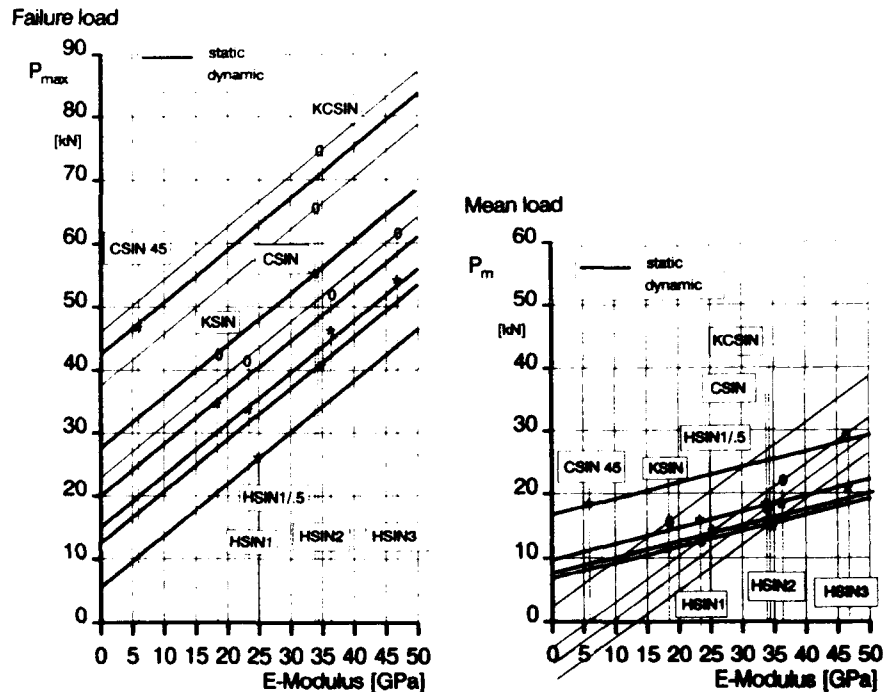 Failure load
90
static
dynamic
P max
80
KCSIN
[kN]
70
60
CSIN 45
CSIN
50
KSIN
40
30
20
HSIN1/.5
10
HSIN1
HSIN2
HSIN3
0
0 5 10 15 20 25 30 35 40 45 50
E-Modulus [GPa]
Mean load
60
static
P m
dynamic
50
[kN]
KCSIN
40
CSIN
30
HSIN1/.5
CSIN 45
KSIN
20
10
HSIN2
HSIN1
HSIN3
0
0 5 10 15 20 25 30 35 40 45 50
E-Modulus [GPa]